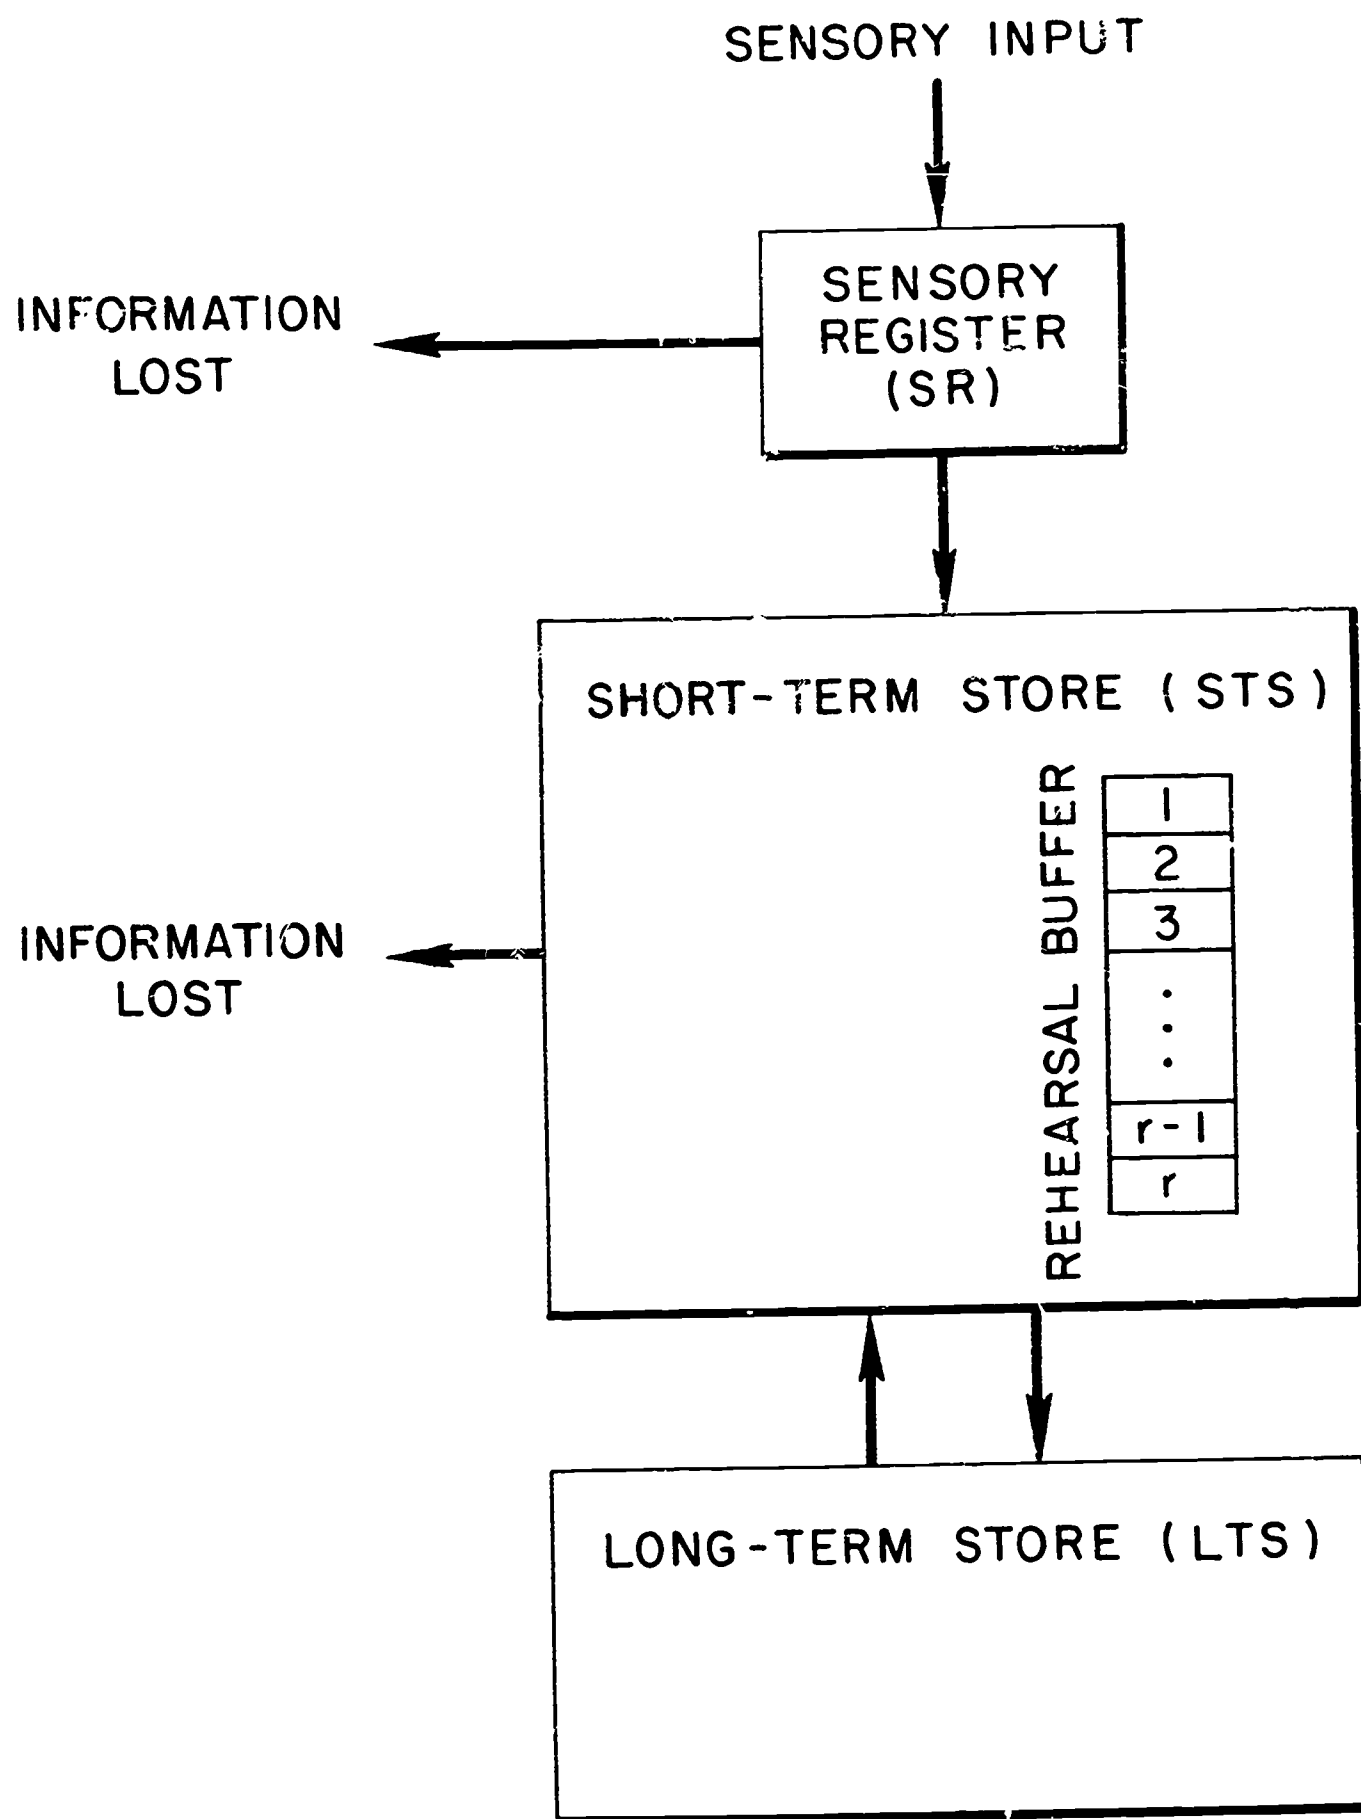 SENSORY INPUT
SENSORY
REGISTER
(SR)
INFORMATION
LOST
SHORT-TERM STORE (STS)
REHEARSAL BUFFER
1
2
3
.
.
.
r-1
r
INFORMATION
LOST
LONG-TERM STORE (LTS)